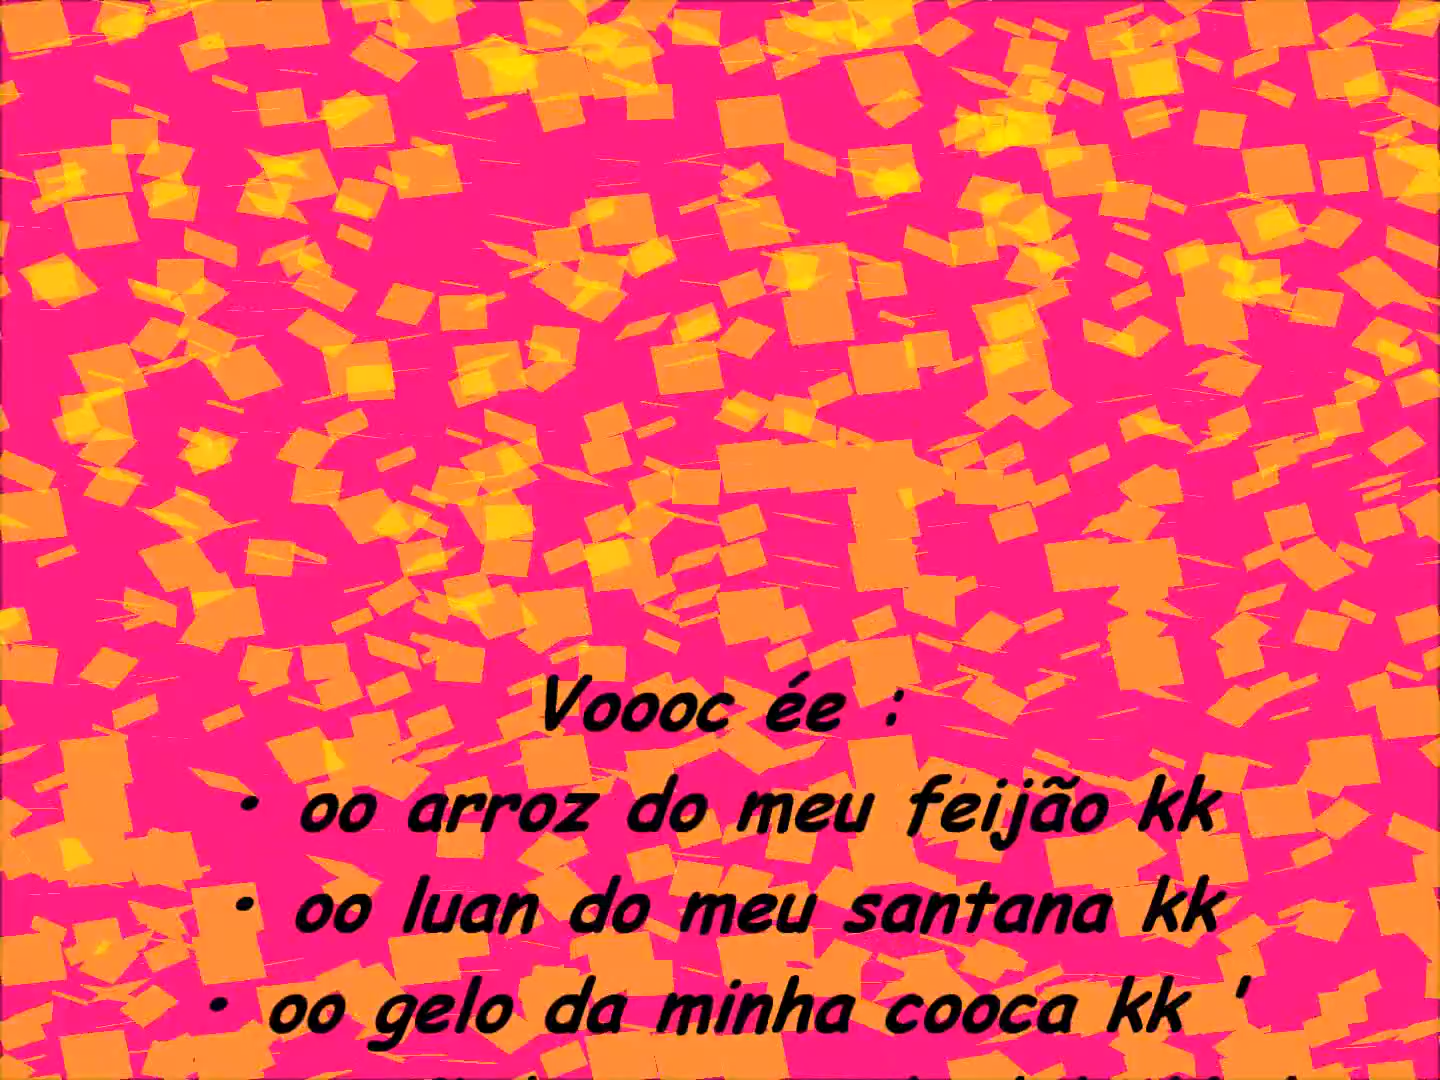 Voooc ée :
• oo arroz do meu feijão kk
• oo luan do meu santana kk
• oo gelo da minha cooca kk '